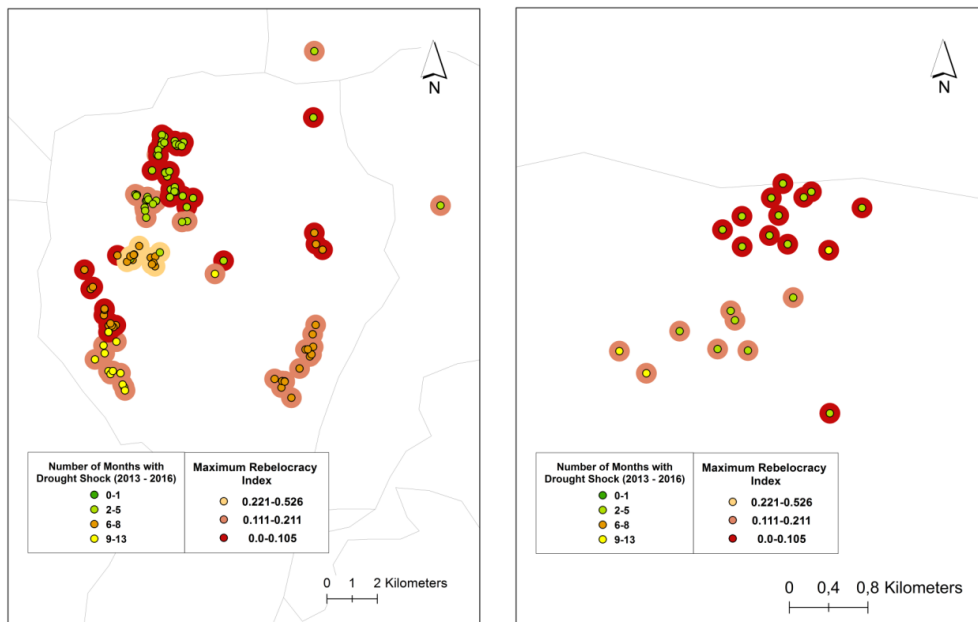 N
Number of Months with
Drought Shock (2013 - 2016)
0-1
2-5
6-8
9-13
Maximum Rebelocracy
Index
0.221-0.526
0.111-0.211
0.0-0.105
0 1 2 Kilometers
N
Number of Months with
Drought Shock (2013 - 2016)
0-1
2-5
6-8
9-13
Maximum Rebelocracy
Index
0.221-0.526
0.111-0.211
0.0-0.105
0 0,4 0,8 Kilometers